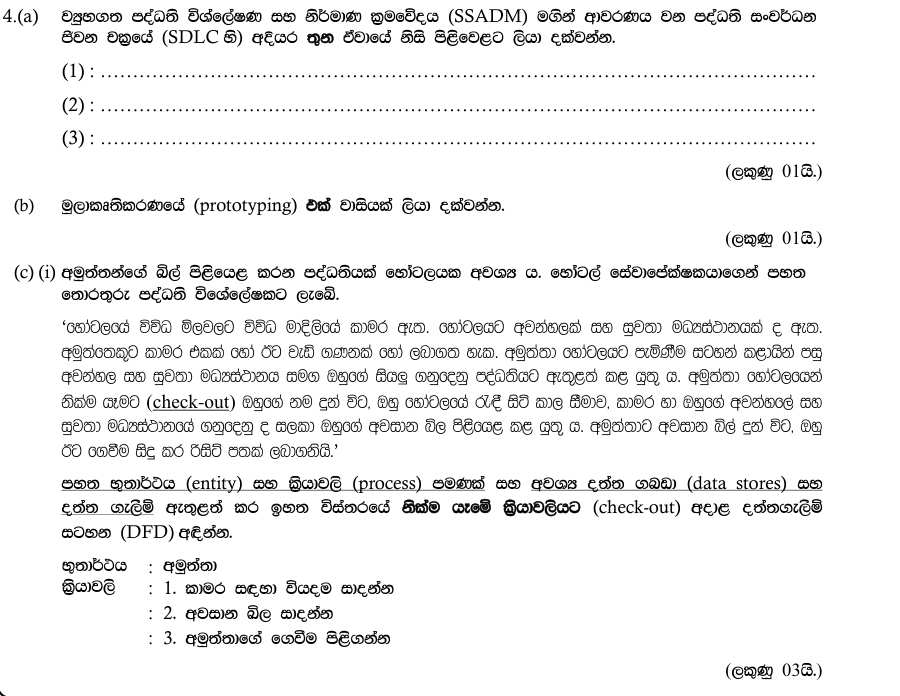 4.(a) ව්‍යුහගත පද්ධති විශ්ලේෂණ සහ නිර්මාණ ක්‍රමවේදය (SSADM) මගින් ආවරණය වන පද්ධති සංවර්ධන
ජීවන චක්‍රයේ (SDLC හි) අදියර තුන ඒවායේ නිසි පිළිවෙළට ලියා දක්වන්න.
(1) : ....................................................................................................
(2) : ....................................................................................................
(3) : ....................................................................................................
(ලකුණු 01යි.)
(b) මූලාකෘතිකරණයේ (prototyping) එක් වාසියක් ලියා දක්වන්න.
(ලකුණු 01යි.)
(c) (i) අමුත්තන්ගේ බිල් පිළියෙළ කරන පද්ධතියක් හෝටලයක අවශ්‍ය ය. හෝටල් සේවාපේක්ෂකයාගෙන් පහත
තොරතුරු පද්ධති විශේලේෂකට ලැබේ.
‘හෝටලයේ විවිධ මිලවලට විවිධ මාදිලියේ කාමර ඇත. හෝටලයට අවන්හලක් සහ සුවතා මධ්‍යස්ථානයක් ද ඇත.
අමුත්තෙකුට කාමර එකක් හෝ ඊට වැඩි ගණනක් හෝ ලබාගත හැක. අමුත්තා හෝටලයට පැමිණීම සටහන් කළායින් පසු
අවන්හල සහ සුවතා මධ්‍යස්ථානය සමග ඔහුගේ සියලු ගනුදෙනු පද්ධතියට ඇතුළත් කළ යුතු ය. අමුත්තා හෝටලයෙන්
නික්ම යෑමට (check-out) ඔහුගේ නම දුන් විට, ඔහු හෝටලයේ රැඳී සිටි කාල සීමාව, කාමර හා ඔහුගේ අවන්හලේ සහ
සුවතා මධ්‍යස්ථානයේ ගනුදෙනු ද සලකා ඔහුගේ අවසාන බිල පිළියෙළ කළ යුතු ය. අමුත්තාට අවසාන බිල් දුන් විට, ඔහු
ඊට ගෙවීම සිදු කර රිසිට් පතක් ලබාගනියි.’
පහත භූතාර්ථය (entity) සහ ක්‍රියාවලි (process) පමණක් සහ අවශ්‍ය දත්ත ගබඩා (data stores) සහ
දත්ත ගැලීම් ඇතුළත් කර ඉහත විස්තරයේ නික්ම යෑමේ ක්‍රියාවලියට (check-out) අදාළ දත්තගැලීම්
සටහන (DFD) අඳින්න.
භූතාර්ථය : අමුත්තා
ක්‍රියාවලි : 1. කාමර සඳහා වියදම සාදන්න
: 2. අවසාන බිල සාදන්න
: 3. අමුත්තාගේ ගෙවීම පිළිගන්න
(ලකුණු 03යි.)